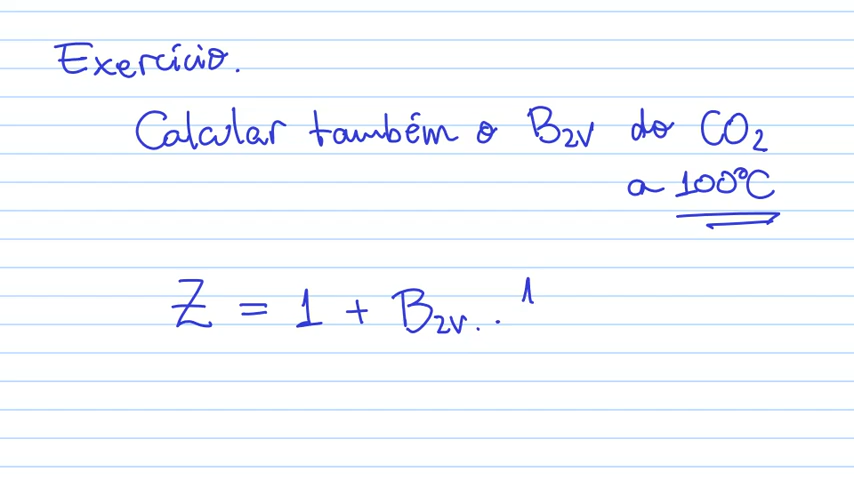 Exercício.
Calcular também o B2V do CO2
a 100°C
Z = 1 + B2V . . 1